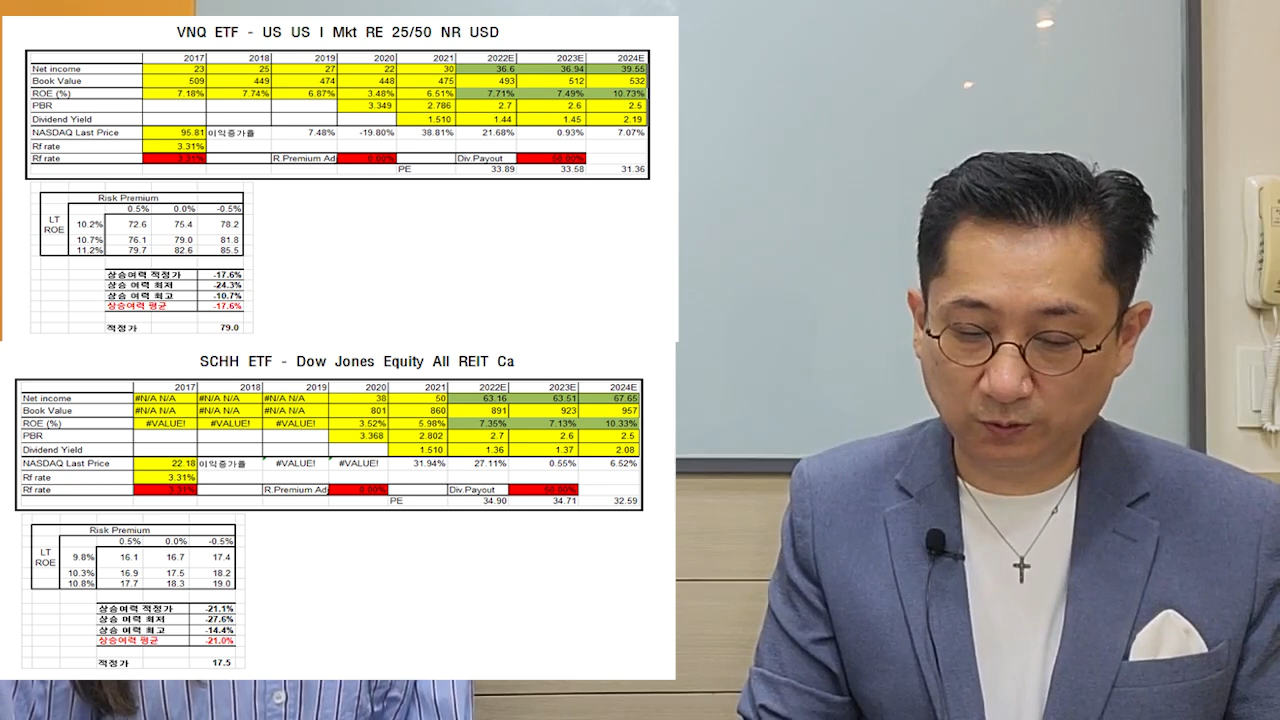 VNQ ETF - US US I Mkt RE 25/50 NR USD
2017 2018 2019 2020 2021 2022E 2023E 2024E
Net income 23 25 27 22 30 36.6 36.94 39.55
Book Value 509 449 474 448 475 493 512 532
ROE (%) 7.18% 7.74% 6.87% 3.48% 6.51% 7.71% 7.49% 10.73%
PBR 3.349 2.786 2.7 2.6 2.5
Dividend Yield 1.510 1.44 1.45 2.19
NASDAQ Last Price 95.81 이익증가률 7.48% -19.80% 38.81% 21.68% 0.93% 7.07%
Rf rate 3.31%
Rf rate 3.31% R.Premium Ad 0.00% Div.Payout
PE 33.89 33.58 31.36
Risk Premium
0.5% 0.0% -0.5%
LT ROE
10.2% 72.6 75.4 78.2
10.7% 76.1 79.0 81.8
11.2% 79.7 82.6 85.5
상승여력 적정가 -17.6%
상승 여력 최저 -24.3%
상승 여력 최고 -10.7%
상승여력 평균 -17.6%
적정가 79.0
SCHH ETF - Dow Jones Equity All REIT Ca
2017 2018 2019 2020 2021 2022E 2023E 2024E
Net income #N/A N/A #N/A N/A #N/A N/A 38 50 63.16 63.51 67.65
Book Value #N/A N/A #N/A N/A #N/A N/A 801 860 891 923 957
ROE (%) #VALUE! #VALUE! #VALUE! 3.52% 5.98% 7.35% 7.13% 10.33%
PBR 3.368 2.802 2.7 2.6 2.5
Dividend Yield 1.510 1.36 1.37 2.08
NASDAQ Last Price 22.18 이익증가률 #VALUE! #VALUE! 31.94% 27.11% 0.55% 6.52%
Rf rate 3.31%
Rf rate 3.31% R.Premium Ad 0.00% Div.Payout
PE 34.90 34.71 32.59
Risk Premium
0.5% 0.0% -0.5%
LT ROE
9.8% 16.1 16.7 17.4
10.3% 16.9 17.5 18.2
10.8% 17.7 18.3 19.0
상승여력 적정가 -21.1%
상승 여력 최저 -27.6%
상승 여력 최고 -14.4%
상승여력 평균 -21.0%
적정가 17.5